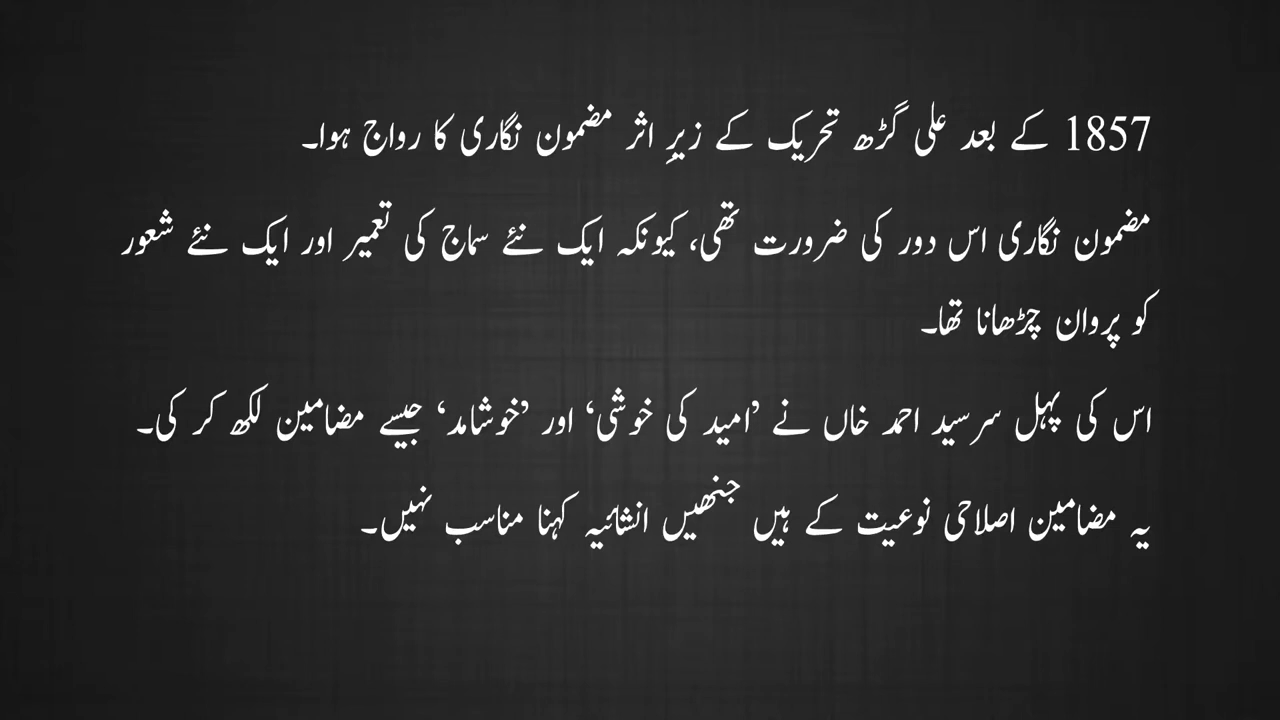 1857 کے بعد علی گڑھ تحریک کے زیرِ اثر مضمون نگاری کا رواج ہوا۔
مضمون نگاری اس دور کی ضرورت تھی، کیونکہ ایک نئے سماج کی تعمیر اور ایک نئے شعور
کو پروان چڑھانا تھا۔
اس کی پہل سرسید احمد خاں نے ’امید کی خوشی‘ اور ’خوشامد‘ جیسے مضامین لکھ کر کی۔
یہ مضامین اصلاحی نوعیت کے ہیں جنھیں انشائیہ کہنا مناسب نہیں۔